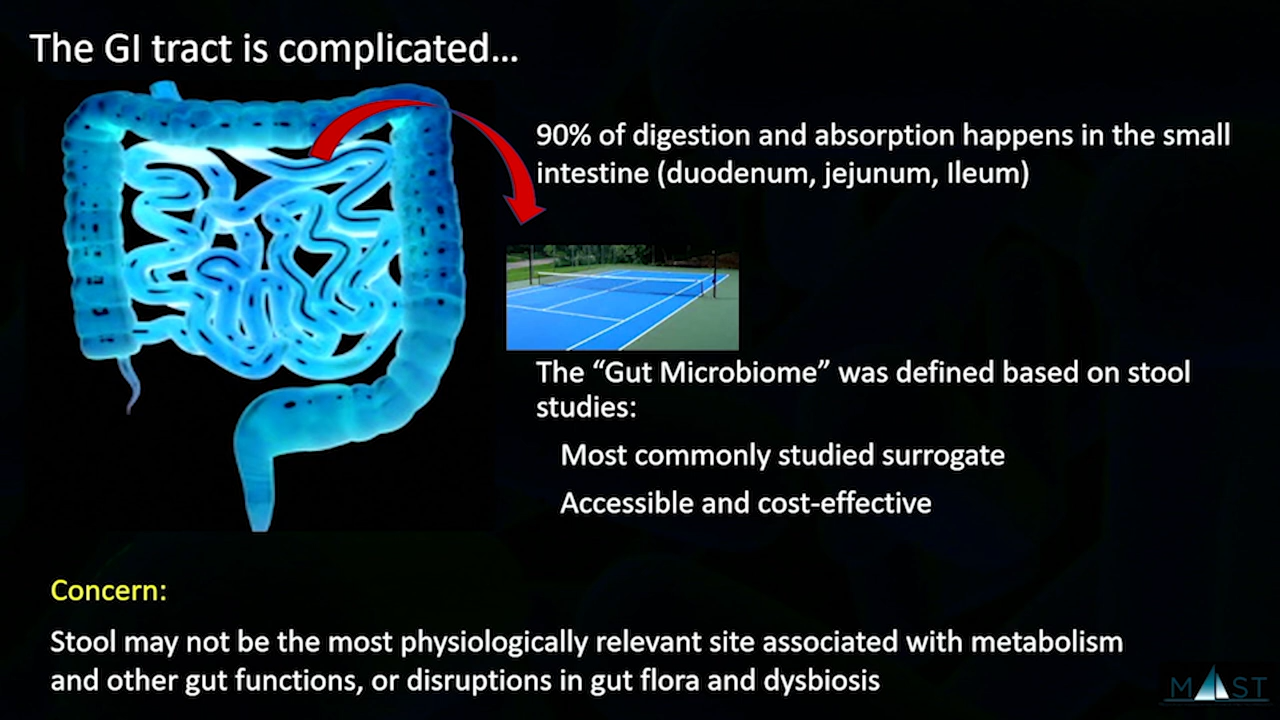 The GI tract is complicated...
90% of digestion and absorption happens in the small
intestine (duodenum, jejunum, Ileum)
The “Gut Microbiome” was defined based on stool
studies:
Most commonly studied surrogate
Accessible and cost-effective
Concern:
Stool may not be the most physiologically relevant site associated with metabolism
and other gut functions, or disruptions in gut flora and dysbiosis
MAST